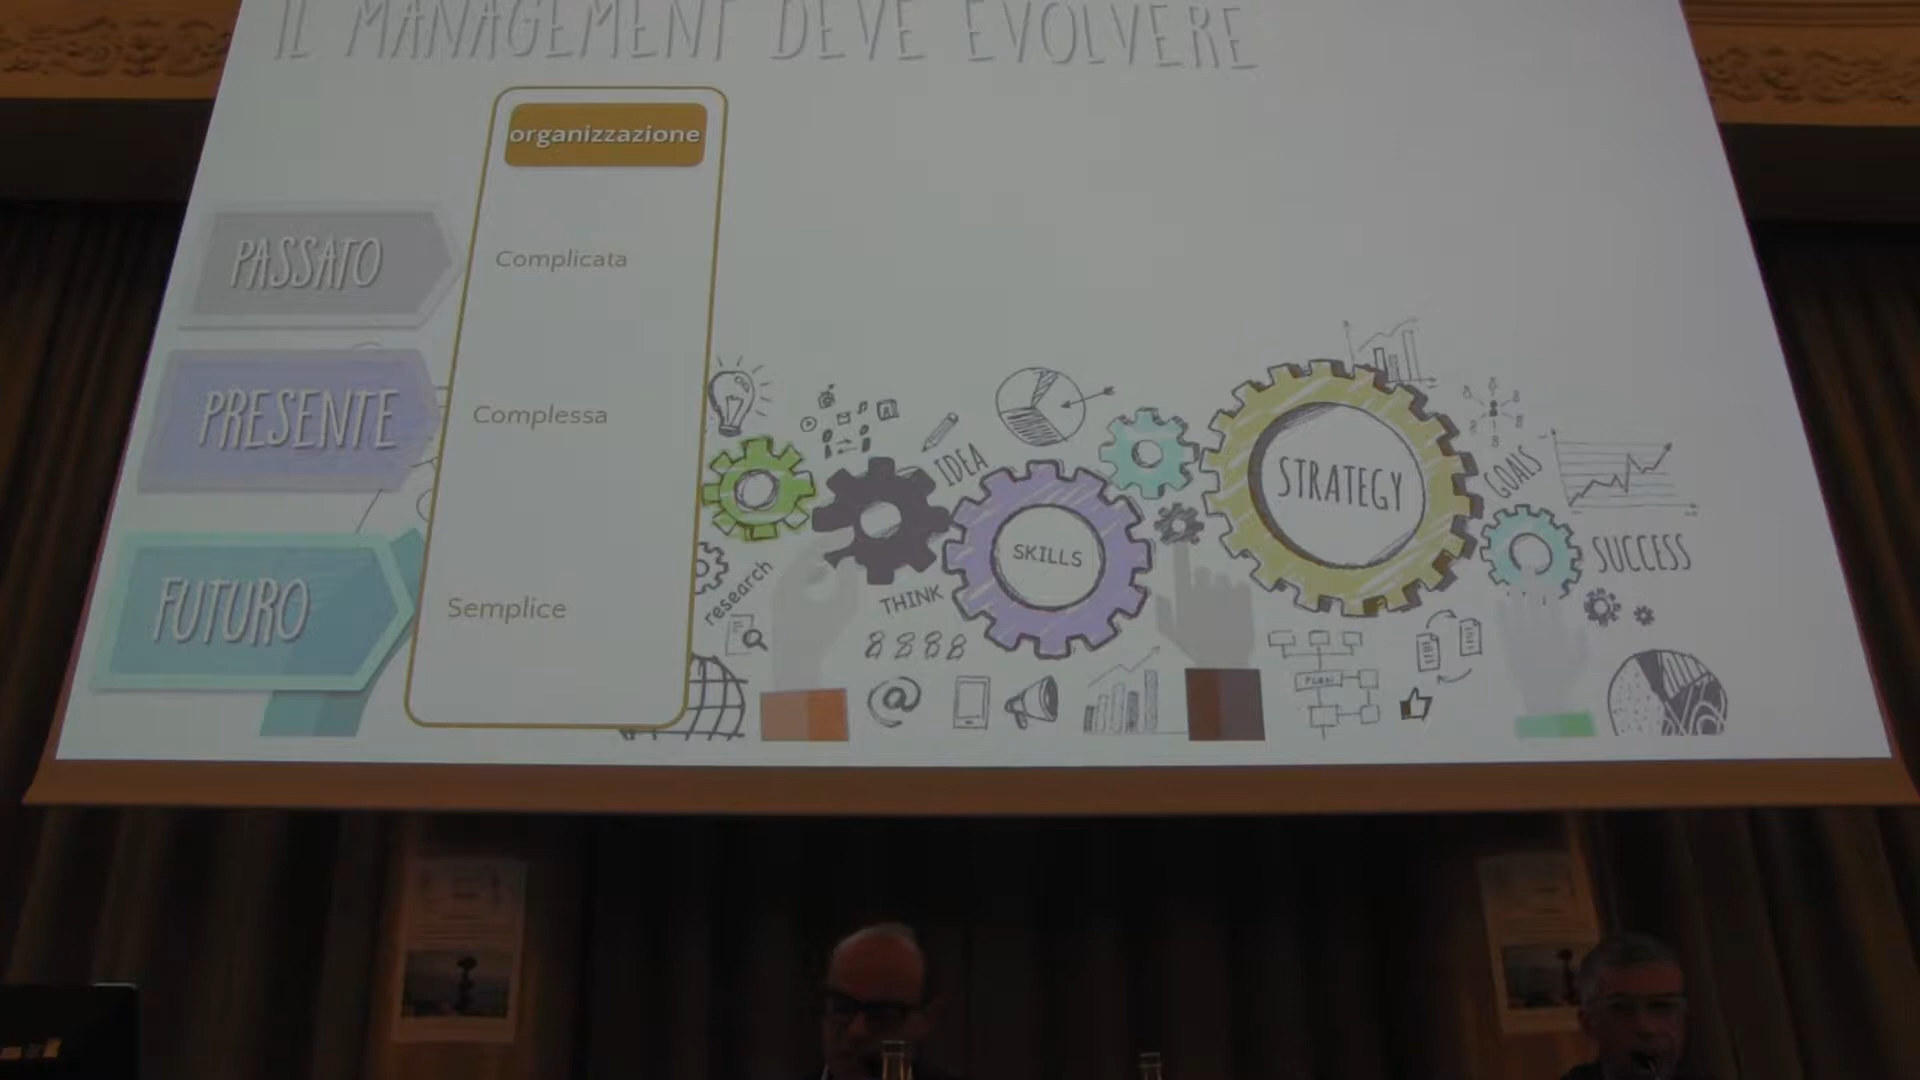 IL MANAGEMENT DEVE EVOLVERE
organizzazione
PASSATO
Complicata
PRESENTE
Complessa
FUTURO
Semplice
IDEA
STRATEGY
GOALS
SKILLS
SUCCESS
research
THINK
@